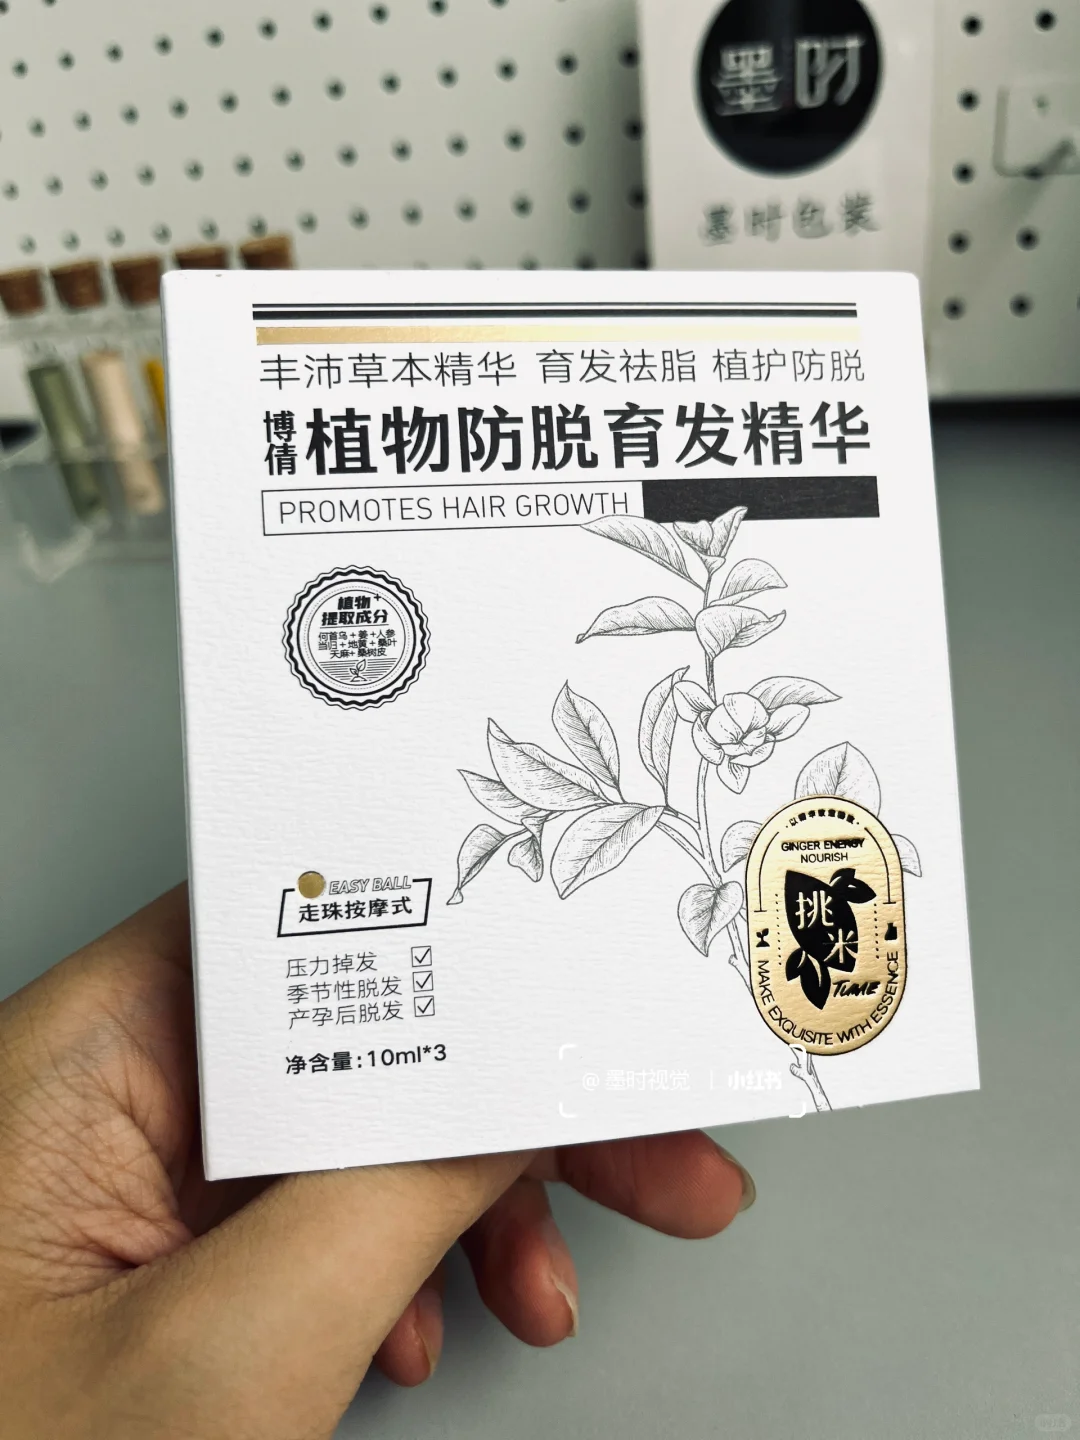 墨时
墨时包装
丰沛草本精华 育发祛脂 植护防脱
博倩 植物防脱育发精华
PROMOTES HAIR GROWTH
植物+
提取成分
何首乌+姜+人参
当归+地黄+桑叶
天麻+桑树皮
EASY BALL
走珠按摩式
压力掉发 ☑
季节性脱发 ☑
产孕后脱发 ☑
净含量:10ml*3
GINGER ENERGY
NOURISH
挑米
TIAOMI
MAKE EXQUISITE WITH ESSENCE
@墨时视觉 | 小红书